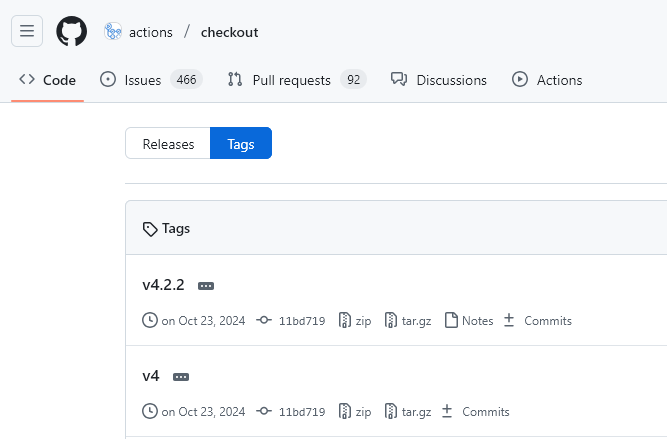 actions / checkout
Code Issues 466 Pull requests 92 Discussions Actions
Releases Tags
Tags
v4.2.2
on Oct 23, 2024 11bd719 zip tar.gz Notes Commits
v4
on Oct 23, 2024 11bd719 zip tar.gz Commits